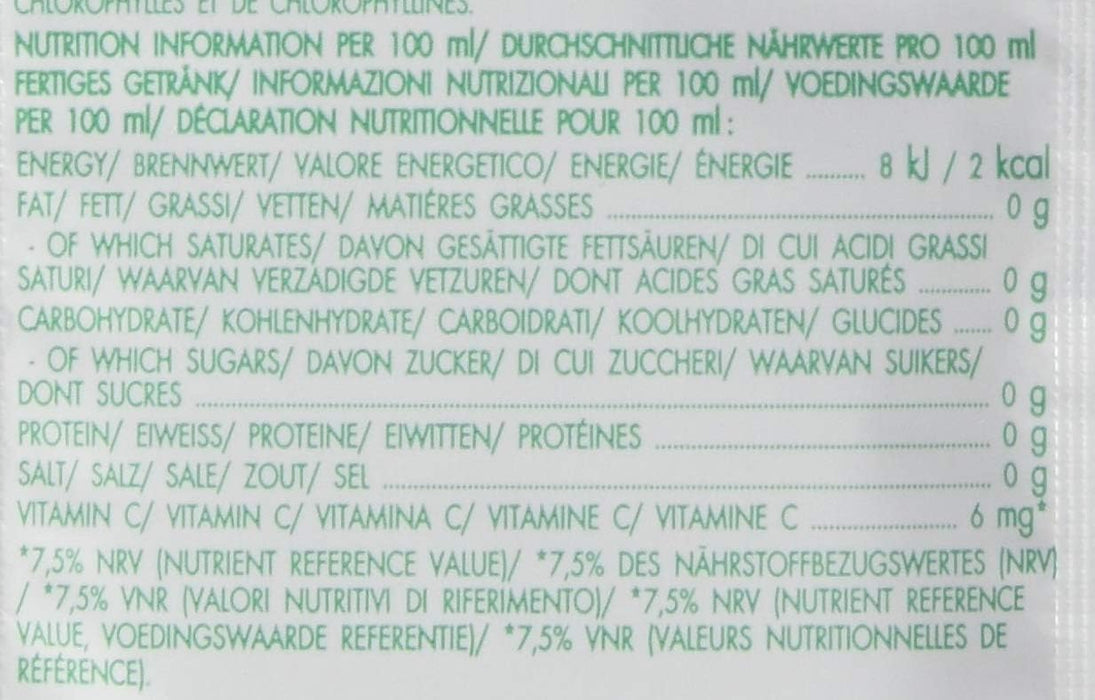 CHLOROPHYLLES ET DE CHLOROPHYLLINES.
NUTRITION INFORMATION PER 100 ml/ DURCHSCHNITTLICHE NÄHRWERTE PRO 100 ml
FERTIGES GETRÄNK/ INFORMAZIONI NUTRIZIONALI PER 100 ml/ VOEDINGSWAARDE
PER 100 ml/ DÉCLARATION NUTRITIONNELLE POUR 100 ml :
ENERGY/ BRENNWERT/ VALORE ENERGETICO/ ENERGIE/ ÉNERGIE .......... 8 kJ / 2 kcal
FAT/ FETT/ GRASSI/ VETTEN/ MATIÉRES GRASSES .......... 0 g
- OF WHICH SATURATES/ DAVON GESÄTTIGTE FETTSÄUREN/ DI CUI ACIDI GRASSI
SATURI/ WAARVAN VERZADIGDE VETZUREN/ DONT ACIDES GRAS SATURÉS .......... 0 g
CARBOHYDRATE/ KOHLENHYDRATE/ CARBOIDRATI/ KOOLHYDRATEN/ GLUCIDES ...... 0 g
- OF WHICH SUGARS/ DAVON ZUCKER/ DI CUI ZUCCHERI/ WAARVAN SUIKERS/
DONT SUCRES .......... 0 g
PROTEIN/ EIWEISS/ PROTEINE/ EIWITTEN/ PROTÉINES .......... 0 g
SALT/ SALZ/ SALE/ ZOUT/ SEL .......... 0 g
VITAMIN C/ VITAMIN C/ VITAMINA C/ VITAMINE C/ VITAMINE C .......... 6 mg*
*7,5% NRV (NUTRIENT REFERENCE VALUE)/ *7,5% DES NÄHRSTOFFBEZUGSWERTES (NRV)
/ *7,5% VNR (VALORI NUTRITIVI DI RIFERIMENTO)/ *7,5% NRV (NUTRIENT REFERENCE
VALUE, VOEDINGSWAARDE REFERENTIE)/ *7,5% VNR (VALEURS NUTRITIONNELLES DE
RÉFÉRENCE).